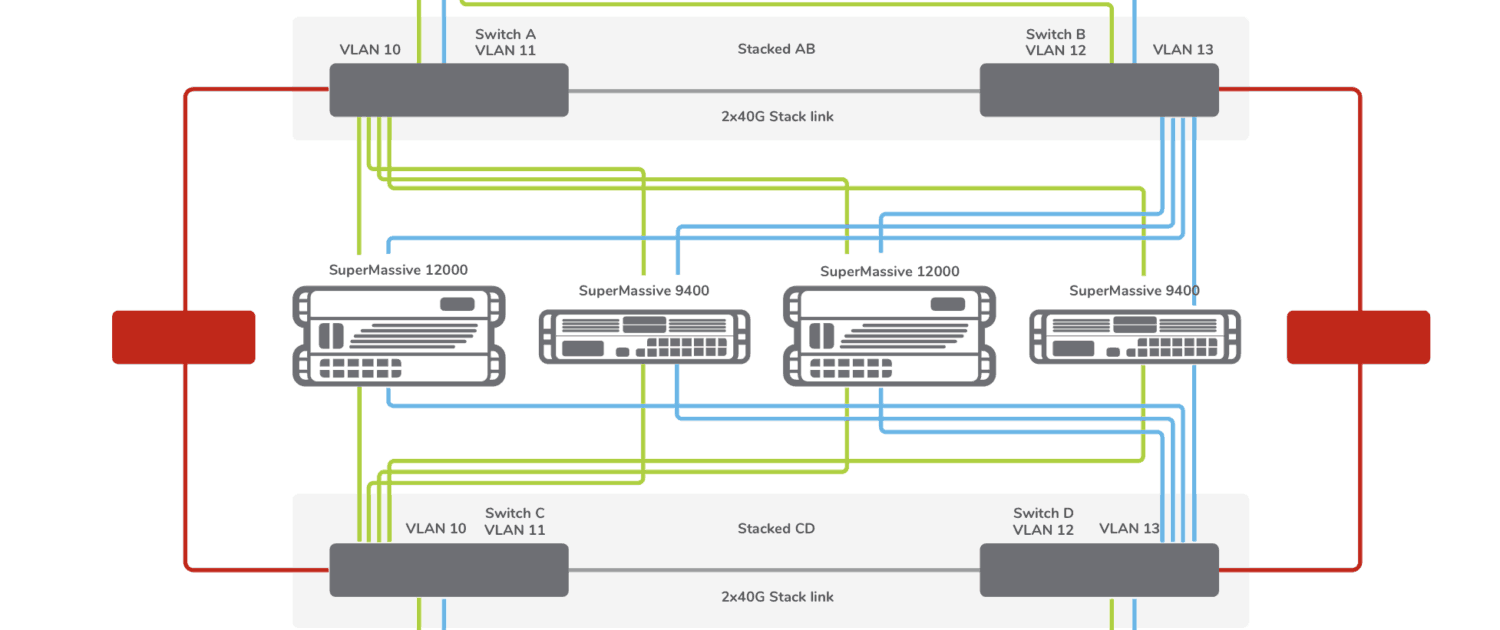 VLAN 10
Switch A
VLAN 11
Stacked AB
Switch B
VLAN 12
VLAN 13
2x40G Stack link
SuperMassive 12000
SuperMassive 9400
SuperMassive 12000
SuperMassive 9400
VLAN 10
Switch C
VLAN 11
Stacked CD
Switch D
VLAN 12
VLAN 13
2x40G Stack link